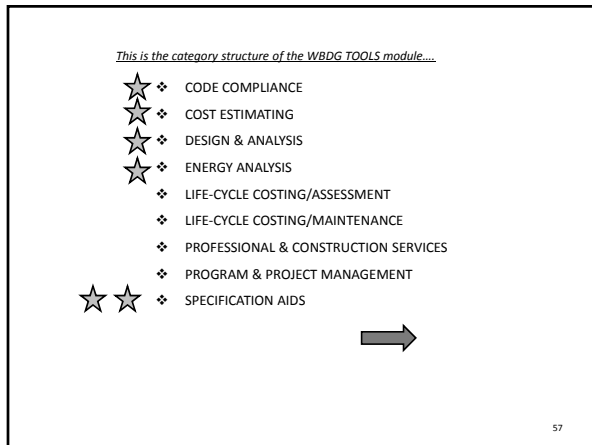 This is the category structure of the WBDG TOOLS module....
❖ CODE COMPLIANCE
❖ COST ESTIMATING
❖ DESIGN & ANALYSIS
❖ ENERGY ANALYSIS
❖ LIFE-CYCLE COSTING/ASSESSMENT
❖ LIFE-CYCLE COSTING/MAINTENANCE
❖ PROFESSIONAL & CONSTRUCTION SERVICES
❖ PROGRAM & PROJECT MANAGEMENT
❖ SPECIFICATION AIDS
57